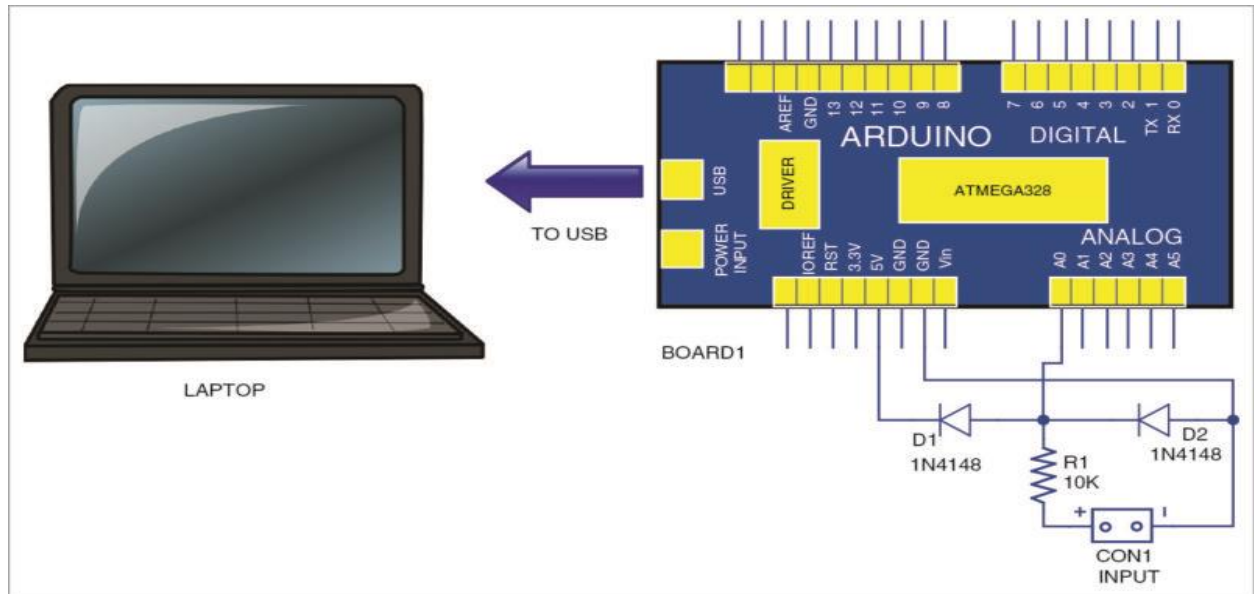 AREF
GND
13
12
11
10
9
8
7
6
5
4
3
2
TX 1
RX 0
ARDUINO
DIGITAL
USB
DRIVER
ATMEGA328
TO USB
POWER
INPUT
IOREF
RST
3.3V
5V
GND
GND
Vin
ANALOG
A0
A1
A2
A3
A4
A5
BOARD1
LAPTOP
D1
1N4148
D2
1N4148
R1
10K
+
-
CON1
INPUT